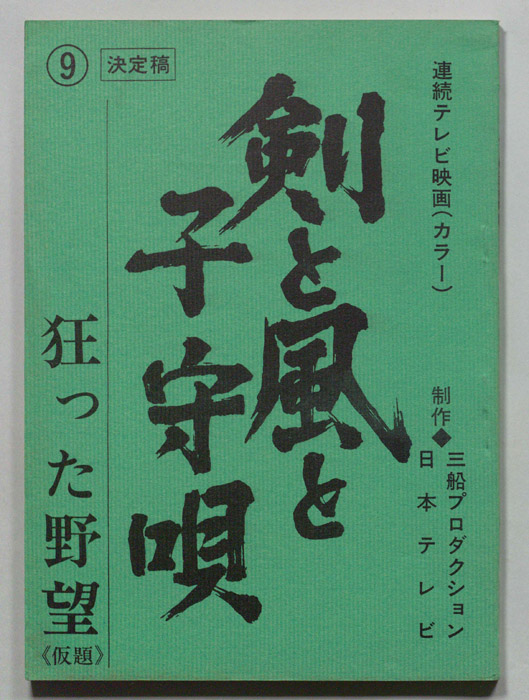 連続テレビ映画(カラー)
制作◆三船プロダクション
日本テレビ
剣と風と
子守唄
⑨ 決定稿
狂った野望《仮題》